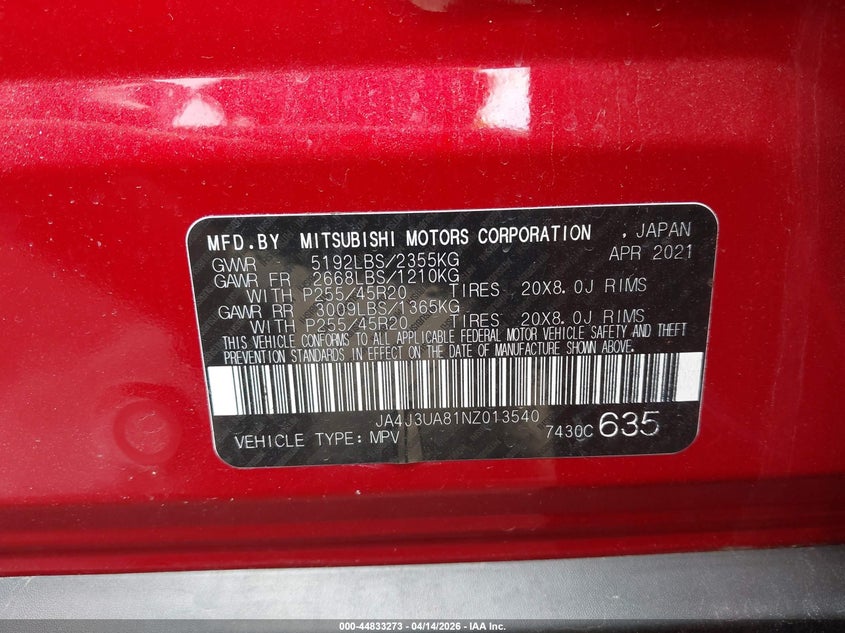 MFD.BY MITSUBISHI MOTORS CORPORATION , JAPAN
GVWR 5192LBS/2355KG APR 2021
GAWR FR 2668LBS/1210KG
WITH P255/45R20 TIRES 20X8.0J RIMS
GAWR RR 3009LBS/1365KG
WITH P255/45R20 TIRES 20X8.0J RIMS
THIS VEHICLE CONFORMS TO ALL APPLICABLE FEDERAL MOTOR VEHICLE SAFETY AND THEFT
PREVENTION STANDARDS IN EFFECT ON THE DATE OF MANUFACTURE SHOWN ABOVE.
JA4J3UA81NZ013540
VEHICLE TYPE: MPV 7430C 635
000-44833273 - 04/14/2026 - IAA Inc.